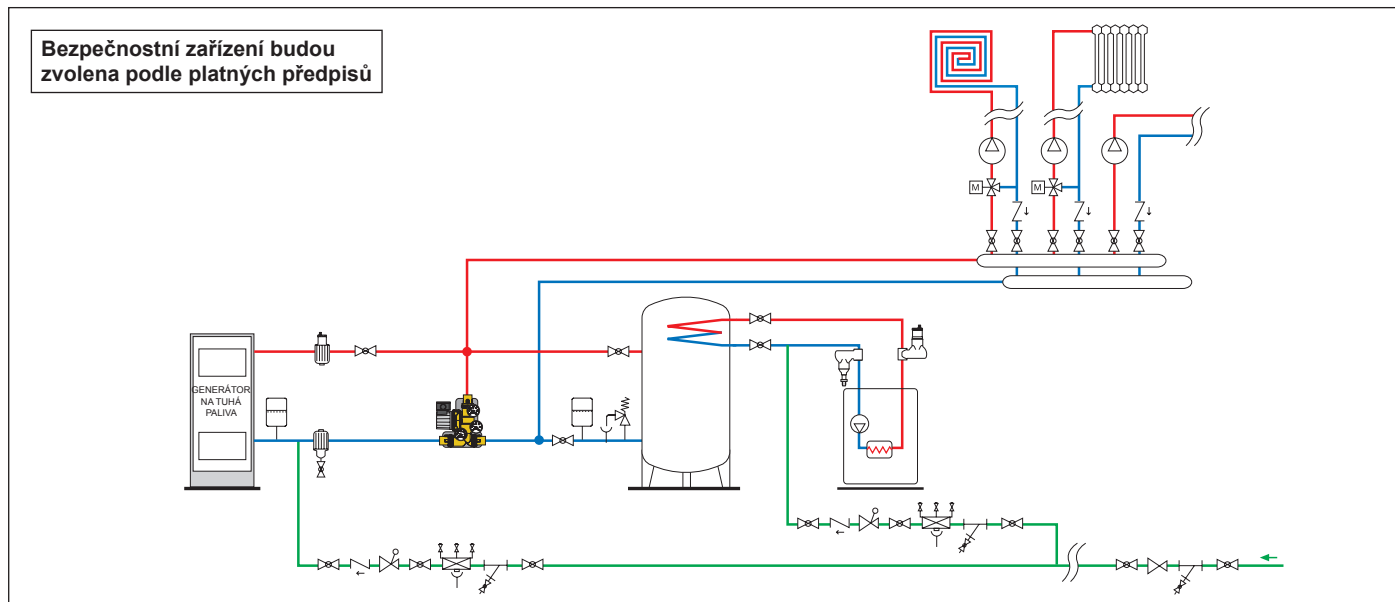 Bezpečnostní zařízení budou
zvolena podle platných předpisů
M
M
GENERÁTOR
NA TUHÁ
PALIVA